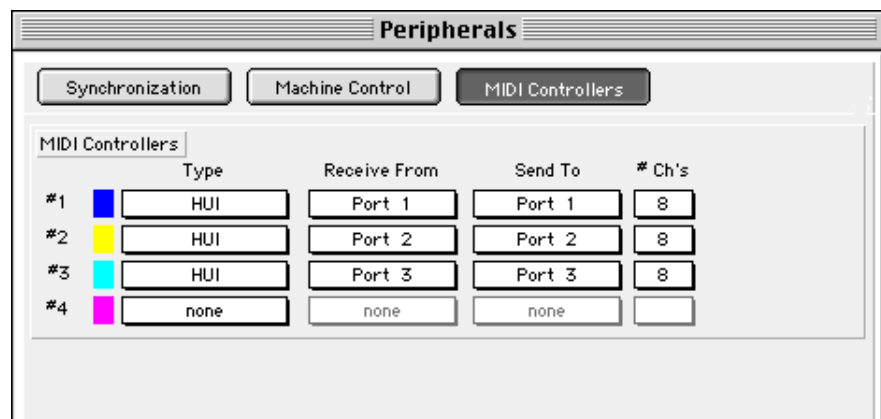 Peripherals
Synchronization Machine Control MIDI Controllers
MIDI Controllers
Type Receive From Send To # Ch's
#1 HUI Port 1 Port 1 8
#2 HUI Port 2 Port 2 8
#3 HUI Port 3 Port 3 8
#4 none none none